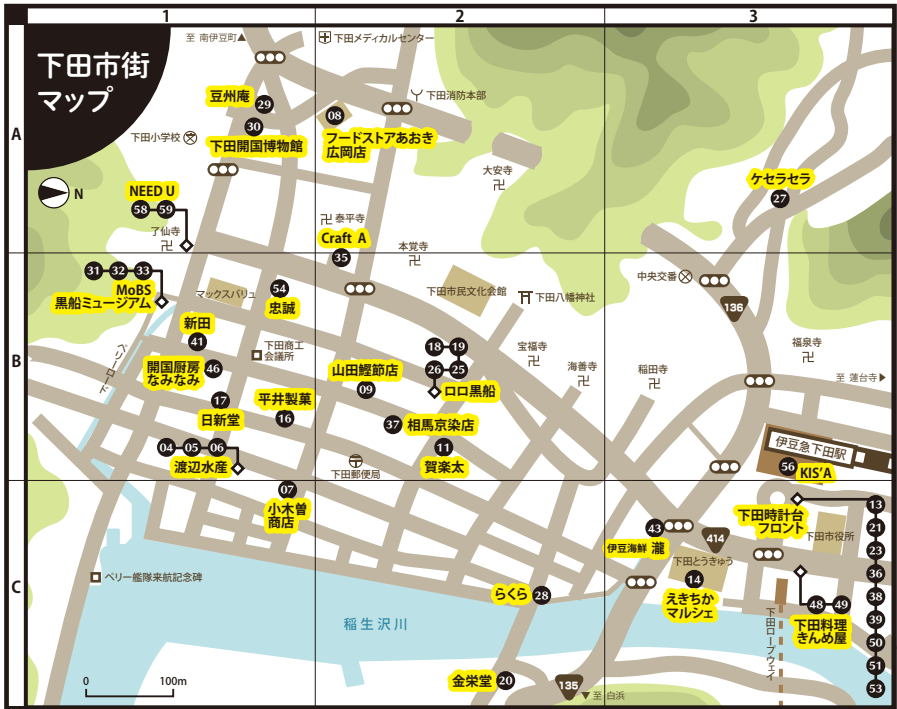 1
2
3
A
B
C
下田市街
マップ
N
至 南伊豆町▲
下田メディカルセンター
豆州庵
29
30
下田開国博物館
下田小学校
08
フードストアあおき
広岡店
下田消防本部
大安寺
ケセラセラ
27
NEED U
58
59
了仙寺
泰平寺
Craft A
35
本覚寺
31
32
33
MoBS
黒船ミュージアム
マックスバリュ
54
忠誠
下田市民文化会館
下田八幡神社
中央交番
136
新田
41
下田商工
会議所
開国厨房
なみなみ
46
ペリーロード
山田鰹節店
09
18
19
26
25
ロロ黒船
宝福寺
海善寺
稲田寺
福泉寺
至 蓮台寺▶
17
日新堂
平井製菓
16
37
相馬京染店
11
賀楽太
04
05
06
渡辺水産
下田郵便局
伊豆急下田駅
56
KIS'A
07
小木曽
商店
43
伊豆海鮮 瀧
414
下田とうきゅう
14
えきちか
マルシェ
下田時計台
フロント
下田市役所
13
21
23
36
38
39
50
51
53
48
49
下田料理
きんめ屋
下田ロープウェイ
ペリー艦隊来航記念碑
稲生沢川
らくら
28
金栄堂
20
135
▼至 白浜
0
100m